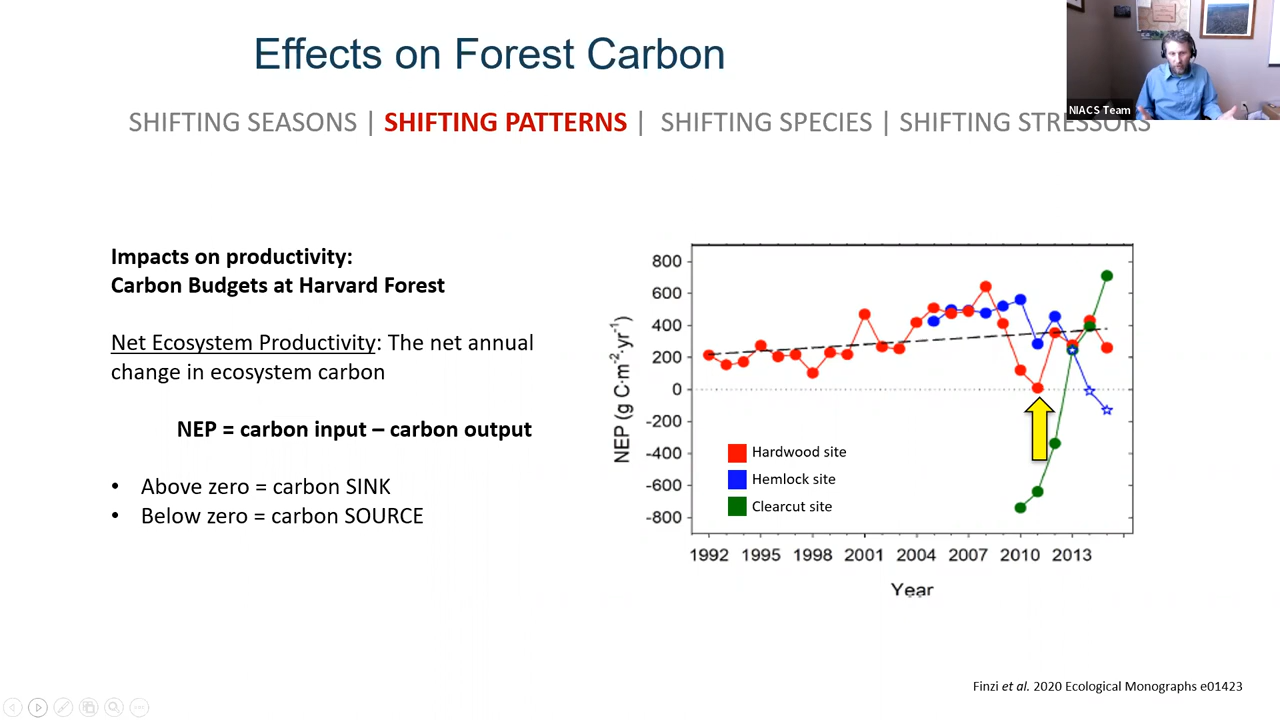 Effects on Forest Carbon
NIACS Team
SHIFTING SEASONS | SHIFTING PATTERNS | SHIFTING SPECIES | SHIFTING STRESSORS
Impacts on productivity:
Carbon Budgets at Harvard Forest
Net Ecosystem Productivity: The net annual
change in ecosystem carbon
NEP = carbon input – carbon output
• Above zero = carbon SINK
• Below zero = carbon SOURCE
NEP (g C·m⁻²·yr⁻¹)
800
600
400
200
0
-200
-400
-600
-800
Hardwood site
Hemlock site
Clearcut site
1992 1995 1998 2001 2004 2007 2010 2013
Year
Finzi et al. 2020 Ecological Monographs e01423